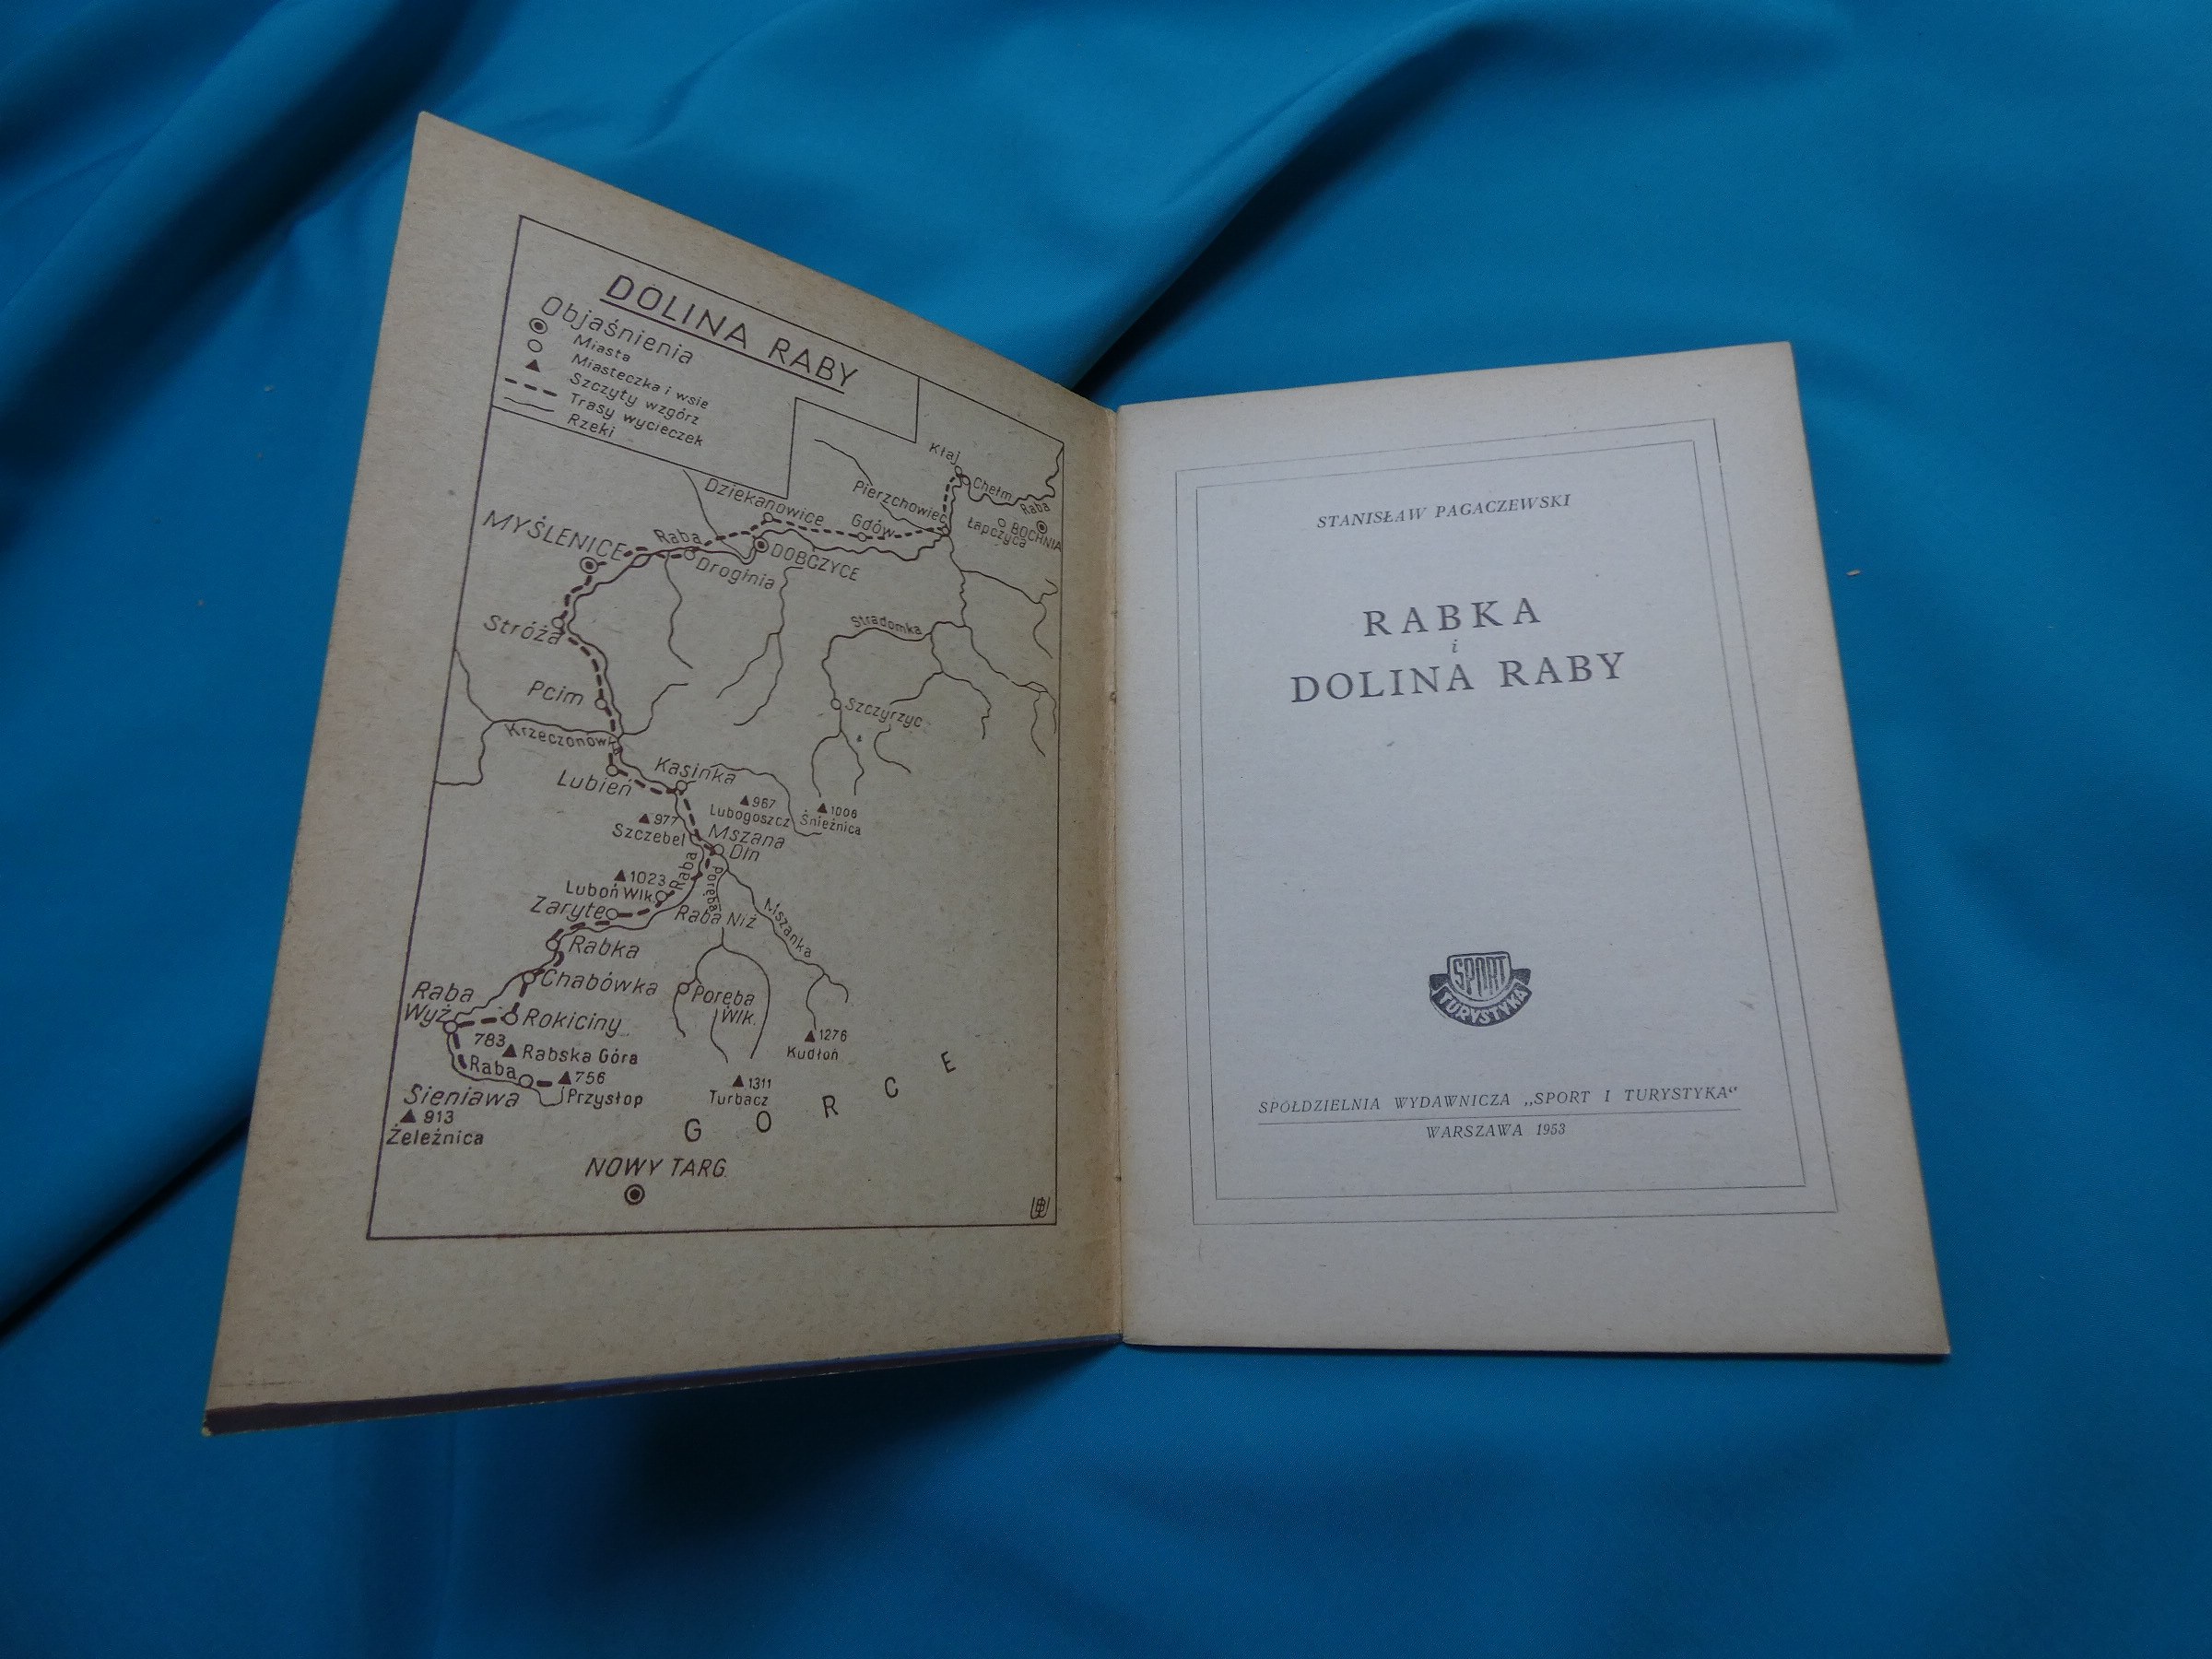 DOLINA RABY
Objaśnienia
Miasta
Miasteczka i wsie
Szczyty wzgórz
Trasy wycieczek
Rzeki
Kłaj
Chełm
Raba
Pierzchowiec
Łapczyca
BOCHNIA
Dziekanowice
Gdów
MYŚLENICE
Raba
DOBCZYCE
Droginia
Stróża
Stradomka
Pcim
Szczyrzyc
Krzeczonówka
Lubień
Kasinka
967
Lubogoszcz
1006
Śnieżnica
977
Szczebel
Mszana
Dln
Raba
Poręba
1023
Luboń Wlk.
Zaryte
Raba Niż
Mszanka
Rabka
Chabówka
Poręba
Wlk.
Raba
Wyż.
Rokiciny
783
Rabska Góra
1276
Kudłoń
Raba
756
Przysłop
Sieniawa
1311
Turbacz
913
Żeleźnica
G O R C E
NOWY TARG
STANISŁAW PAGACZEWSKI
RABKA
i
DOLINA RABY
SPORT
TURYSTYKA
SPÓŁDZIELNIA WYDAWNICZA „SPORT I TURYSTYKA“
WARSZAWA 1953